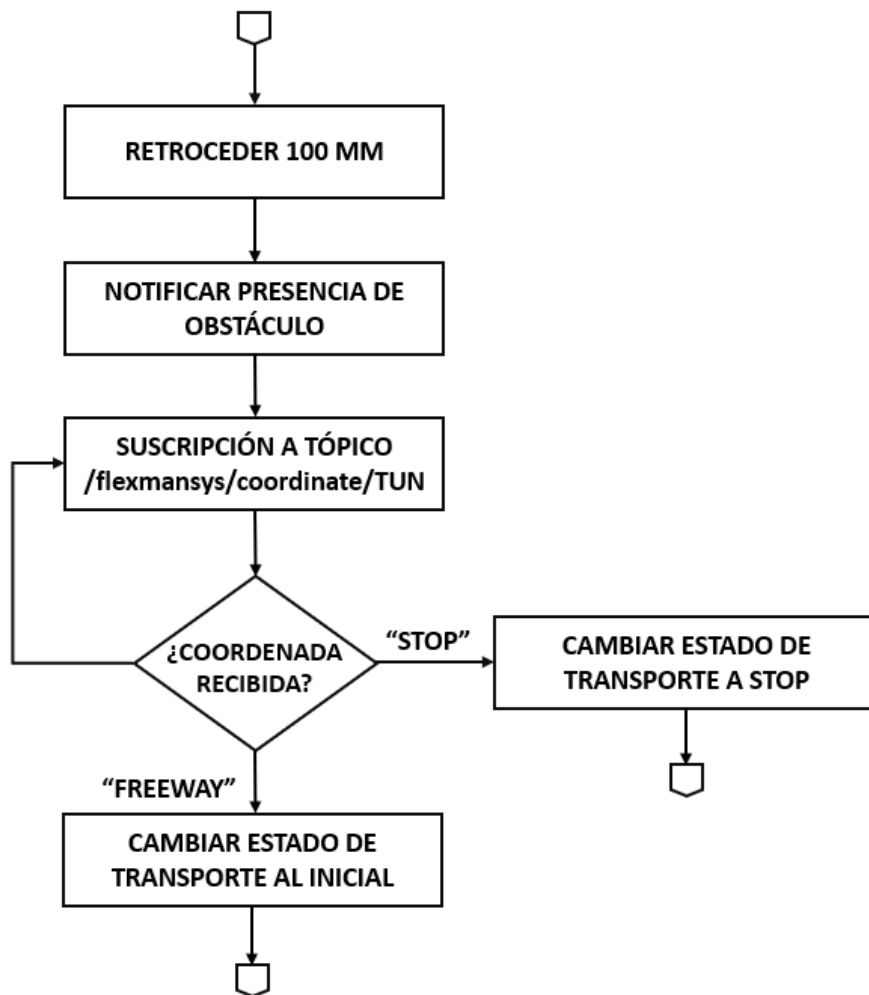 RETROCEDER 100 MM
NOTIFICAR PRESENCIA DE
OBSTÁCULO
SUSCRIPCIÓN A TÓPICO
/flexmansys/coordinate/TUN
¿COORDENADA
RECIBIDA?
“STOP”
CAMBIAR ESTADO DE
TRANSPORTE A STOP
“FREEWAY”
CAMBIAR ESTADO DE
TRANSPORTE AL INICIAL